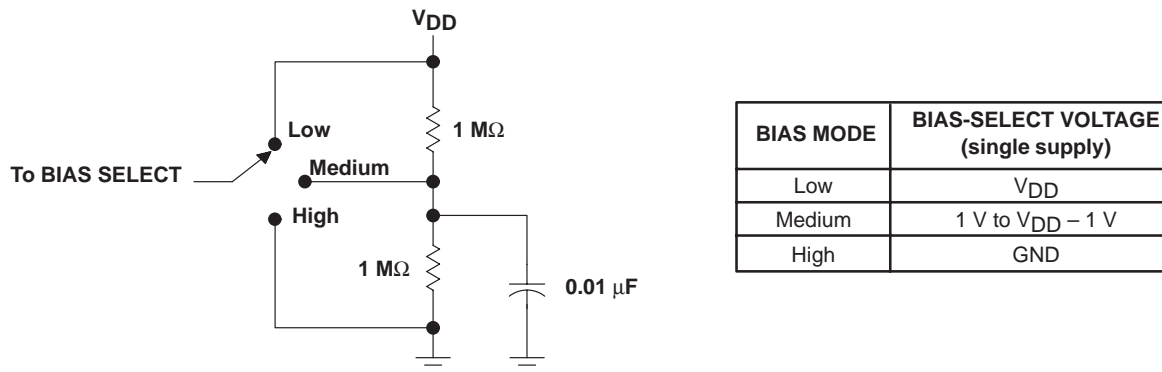 VDD
Low
1 MΩ
To BIAS SELECT
Medium
High
1 MΩ
0.01 μF
BIAS MODE
BIAS-SELECT VOLTAGE
(single supply)
Low
VDD
Medium
1 V to VDD – 1 V
High
GND